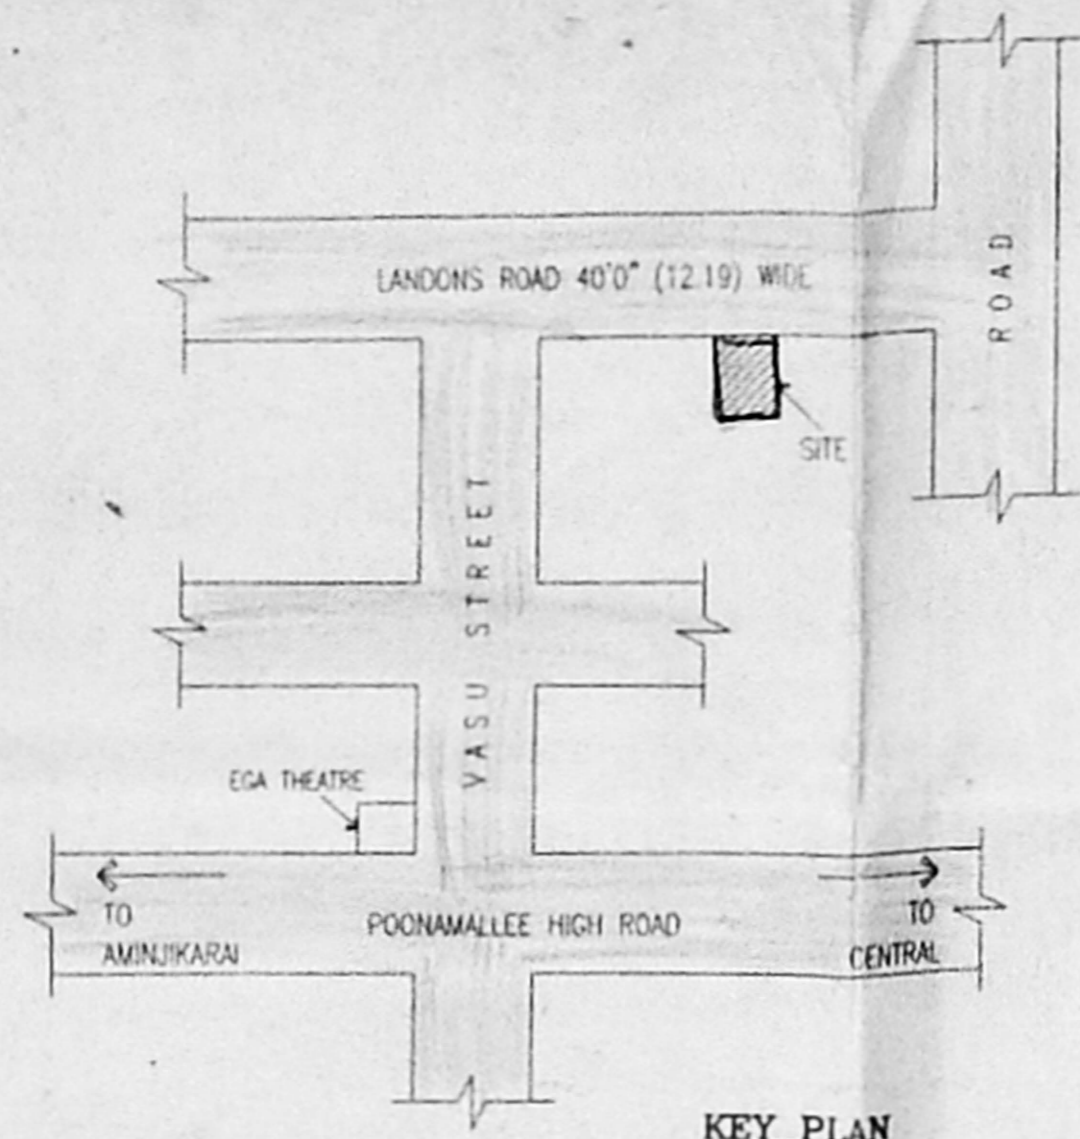 LANDONS ROAD 40'0" (12.19) WIDE
ROAD
SITE
VASU STREET
EGA THEATRE
TO
AMINJIKARAI
POONAMALLEE HIGH ROAD
TO
CENTRAL
KEY PLAN